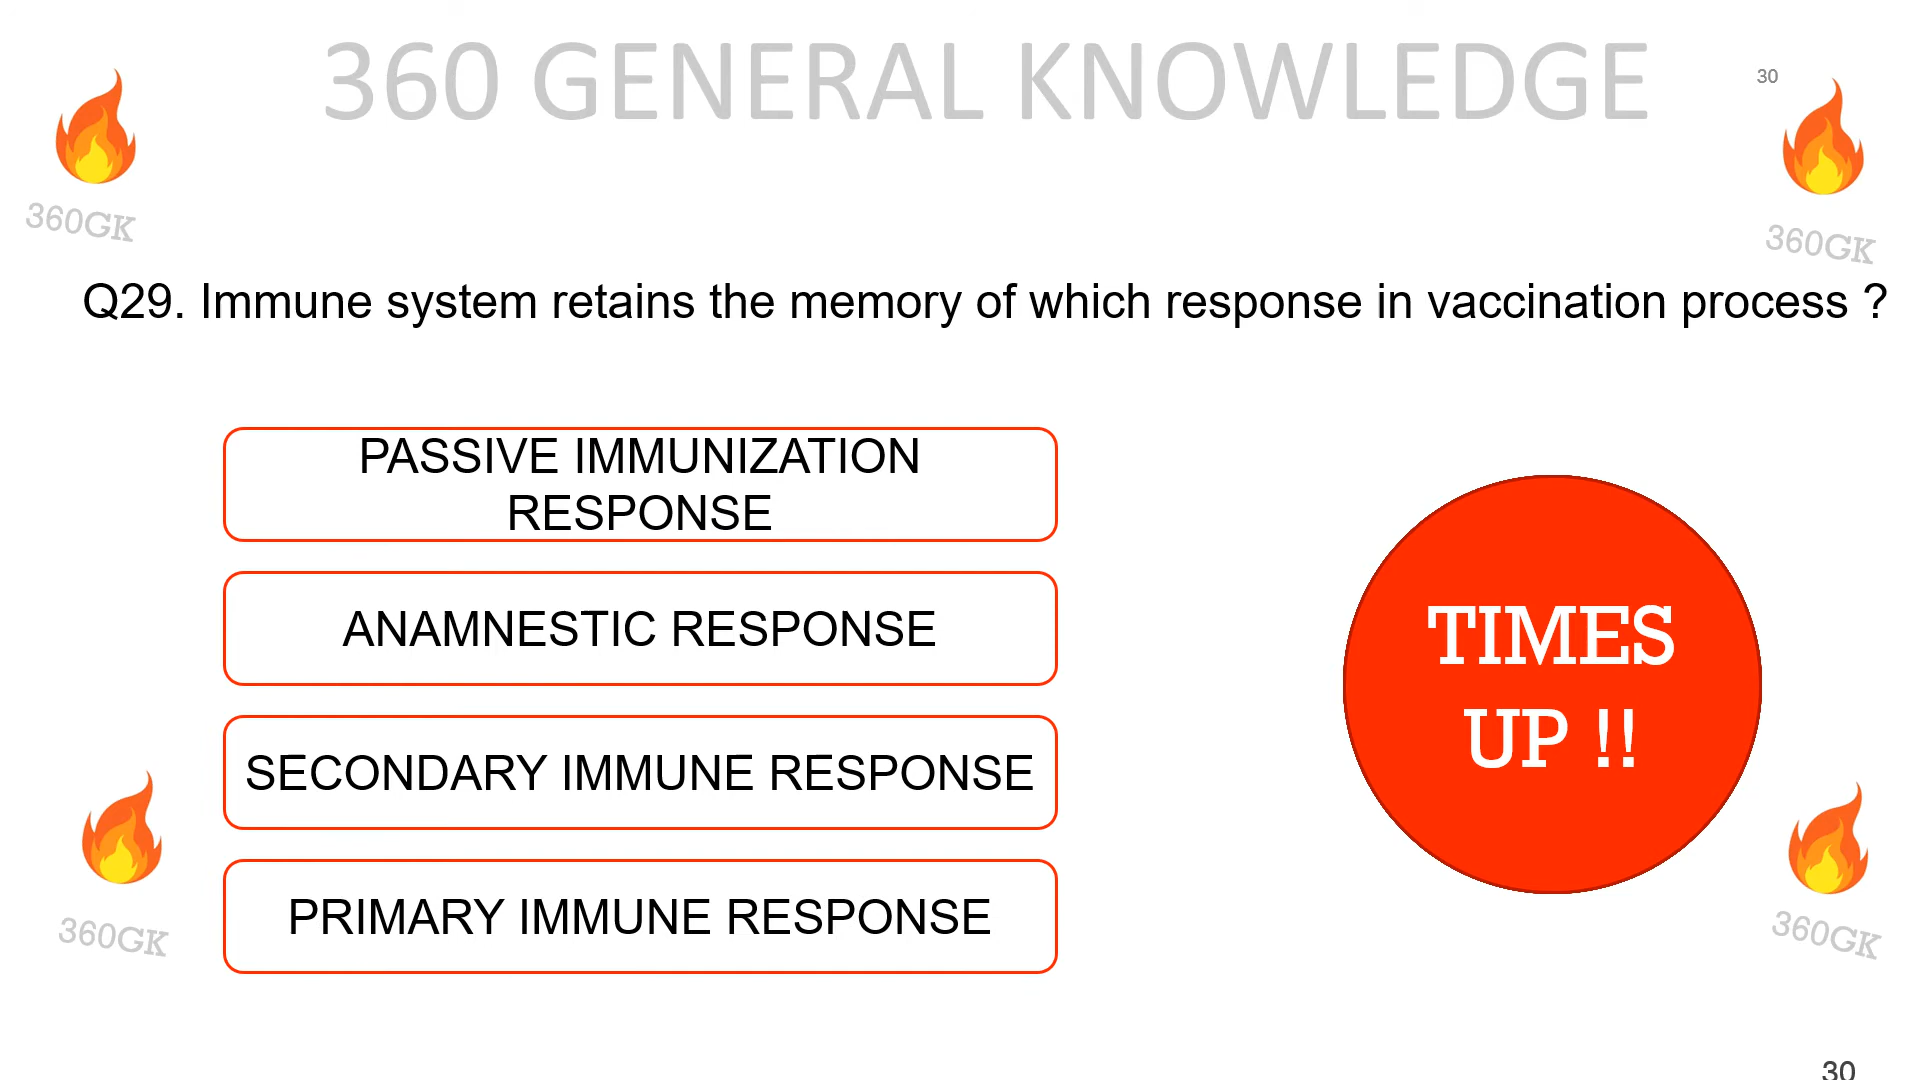 360 GENERAL KNOWLEDGE
30
360GK
360GK
Q29. Immune system retains the memory of which response in vaccination process ?
PASSIVE IMMUNIZATION
RESPONSE
ANAMNESTIC RESPONSE
SECONDARY IMMUNE RESPONSE
PRIMARY IMMUNE RESPONSE
TIMES
UP !!
360GK
360GK
30